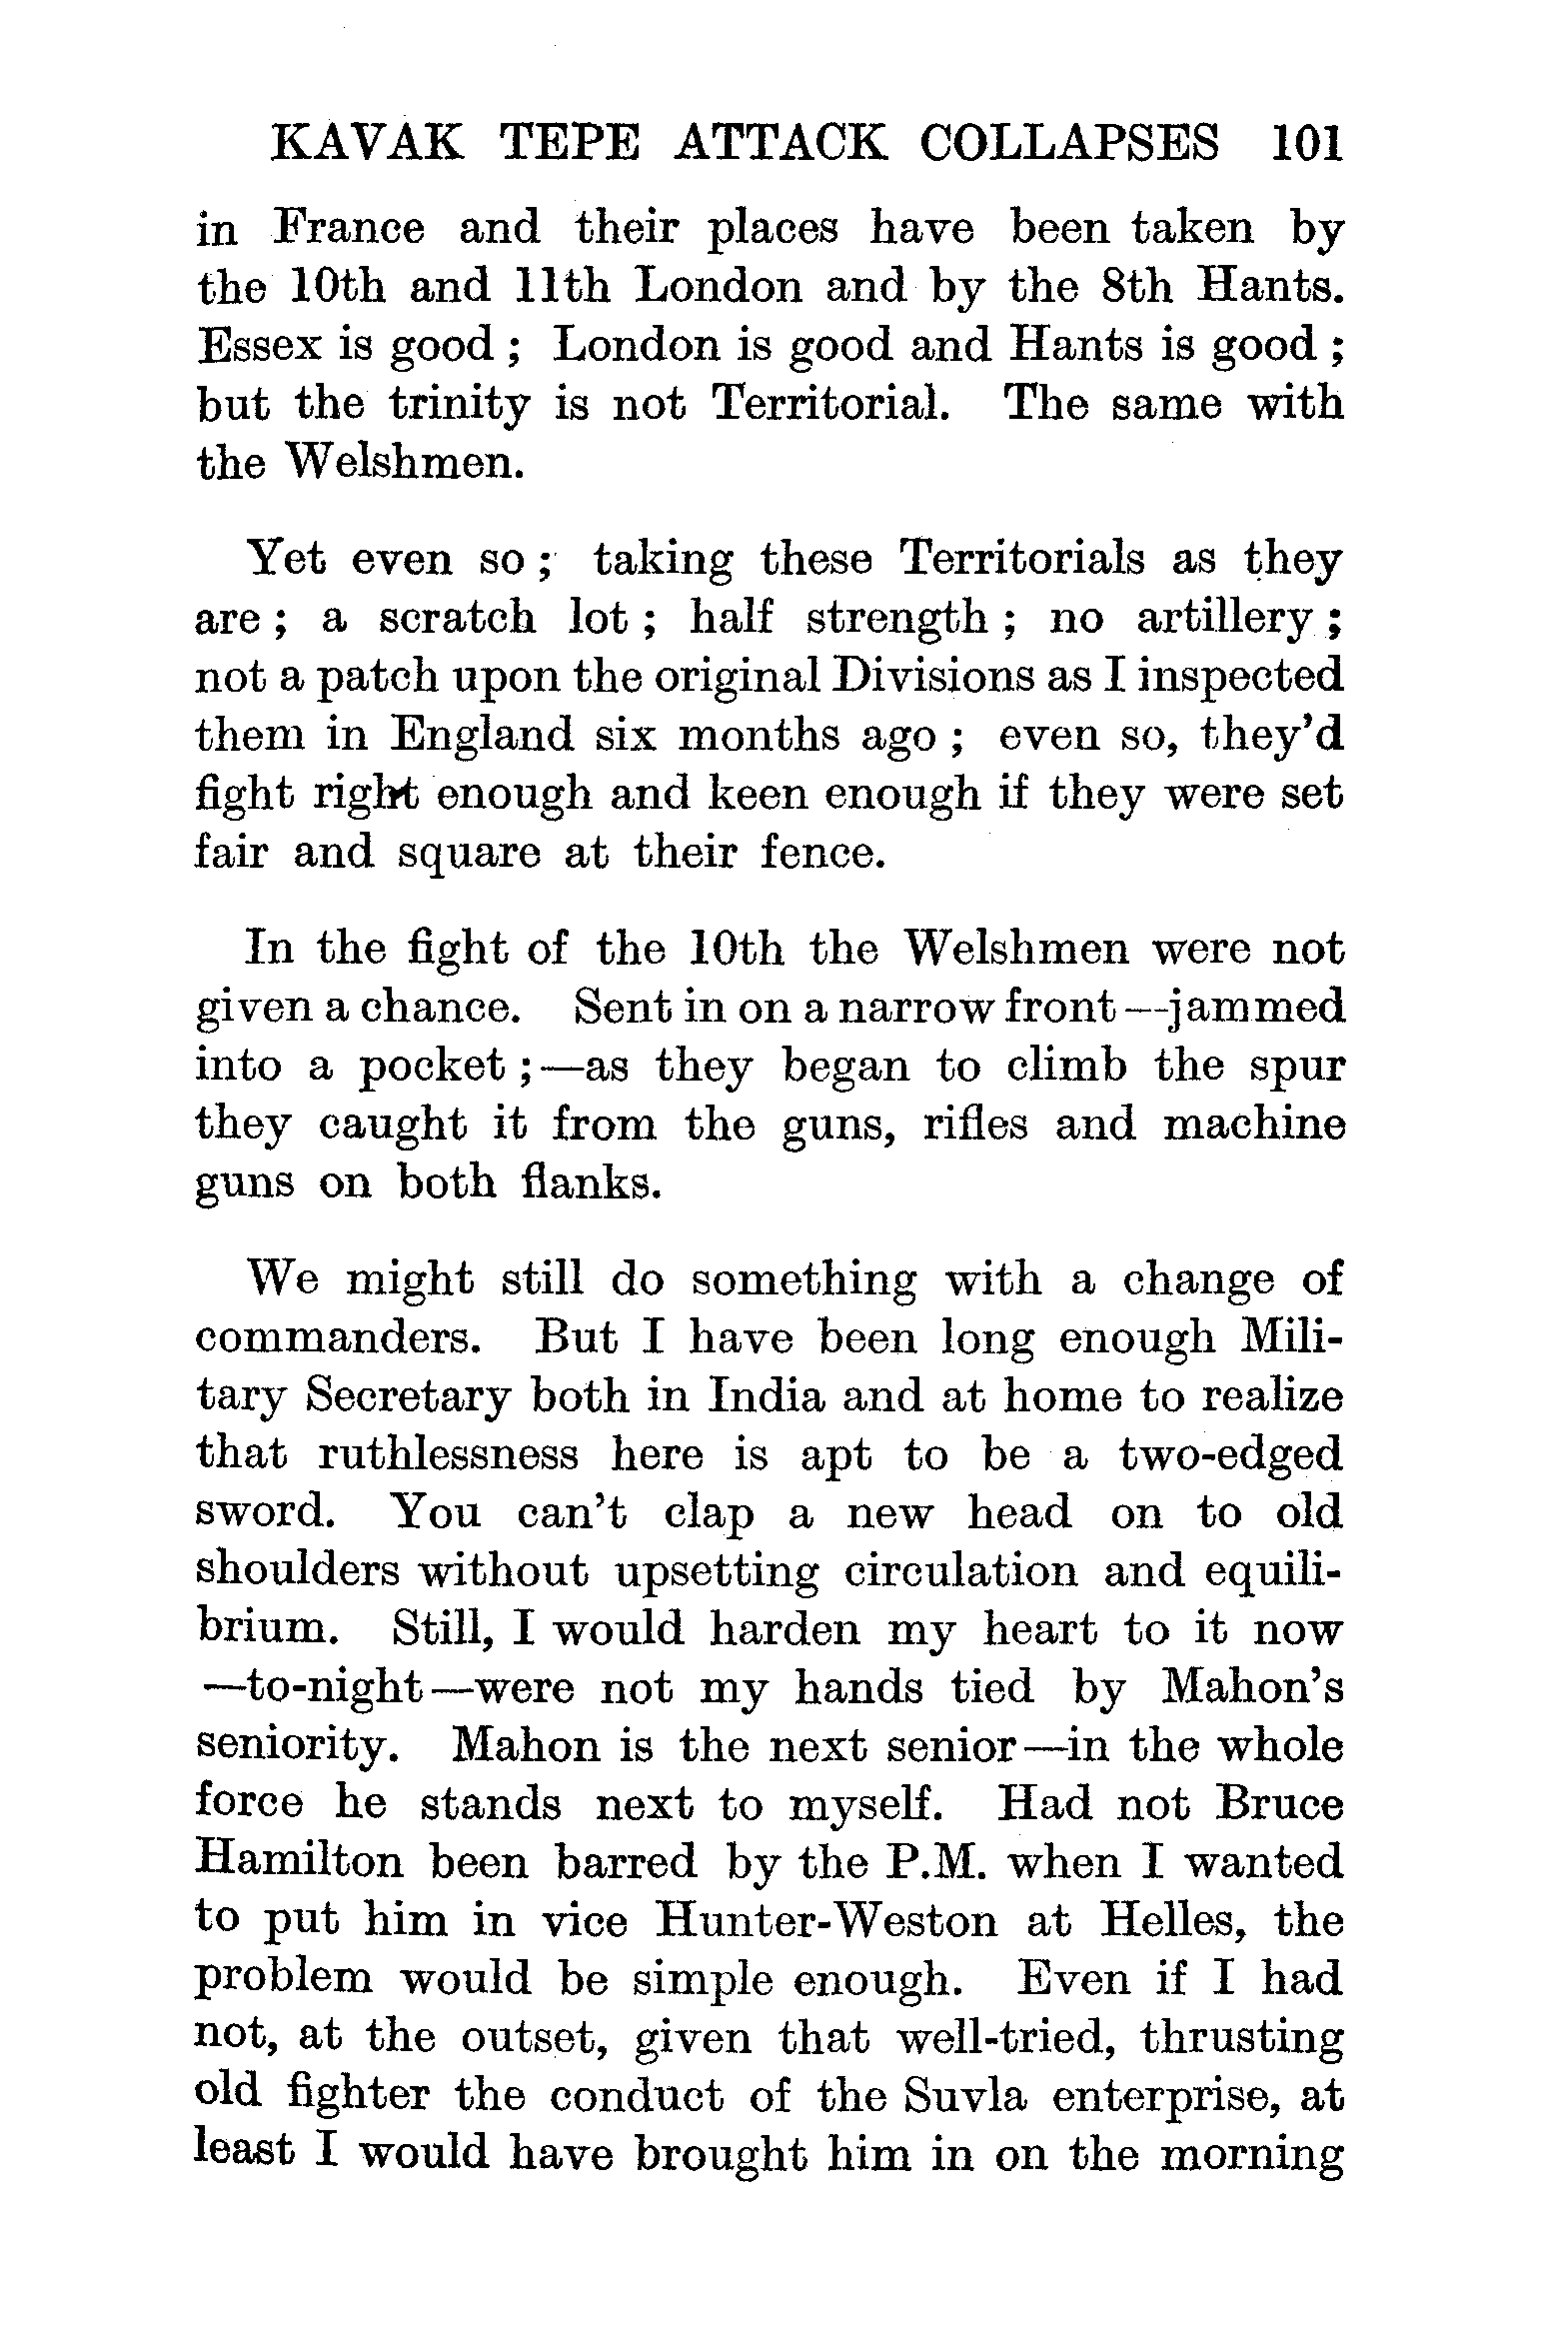 KAVAK TEPE ATTACK COLLAPSES 101
in France and their places have been taken by
the 10th and 11th London and by the 8th Hants.
Essex is good ; London is good and Hants is good ;
but the trinity is not Territorial. The same with
the Welshmen.
Yet even so ; taking these Territorials as they
are ; a scratch lot ; half strength ; no artillery ;
not a patch upon the original Divisions as I inspected
them in England six months ago ; even so, they'd
fight right enough and keen enough if they were set
fair and square at their fence.
In the fight of the 10th the Welshmen were not
given a chance. Sent in on a narrow front—jammed
into a pocket ;—as they began to climb the spur
they caught it from the guns, rifles and machine
guns on both flanks.
We might still do something with a change of
commanders. But I have been long enough Mili-
tary Secretary both in India and at home to realize
that ruthlessness here is apt to be a two-edged
sword. You can't clap a new head on to old
shoulders without upsetting circulation and equili-
brium. Still, I would harden my heart to it now
—to-night—were not my hands tied by Mahon's
seniority. Mahon is the next senior—in the whole
force he stands next to myself. Had not Bruce
Hamilton been barred by the P.M. when I wanted
to put him in vice Hunter-Weston at Helles, the
problem would be simple enough. Even if I had
not, at the outset, given that well-tried, thrusting
old fighter the conduct of the Suvla enterprise, at
least I would have brought him in on the morning